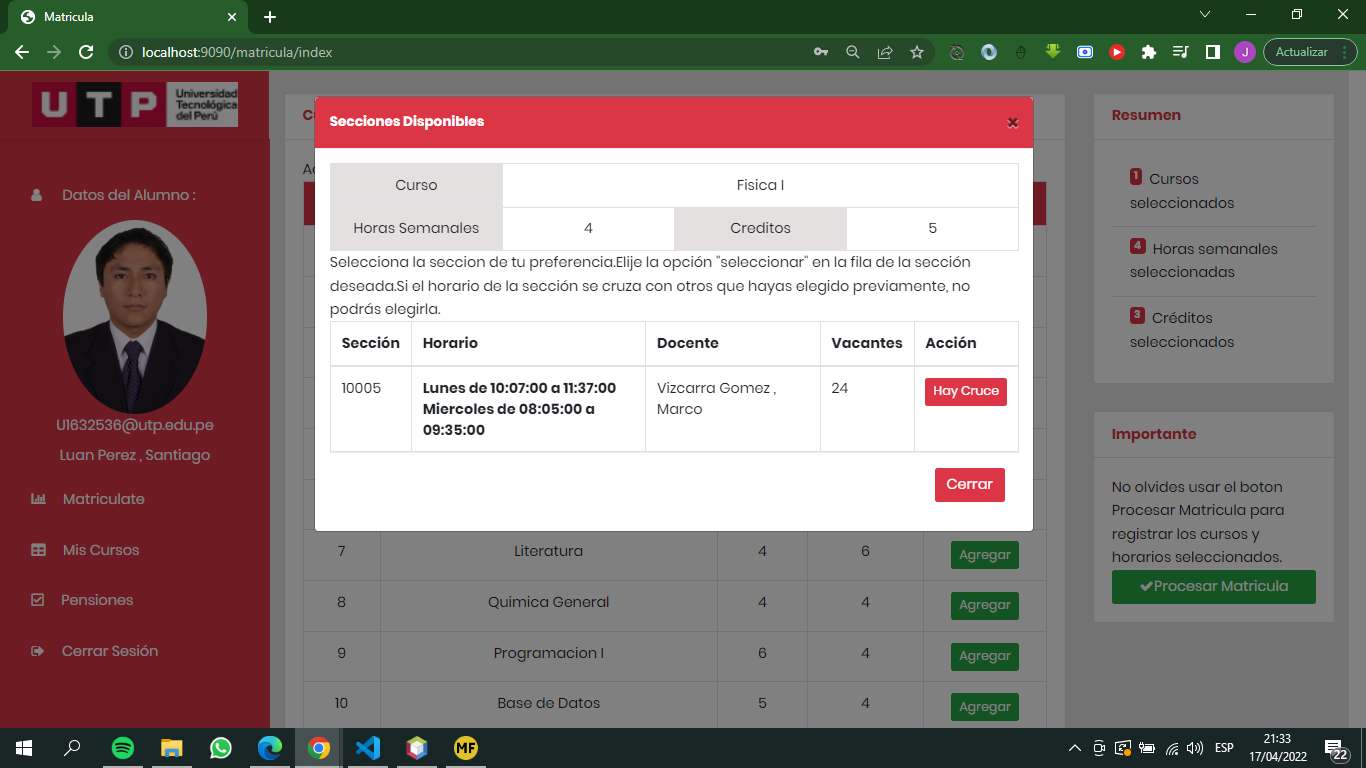 Matricula
localhost:9090/matricula/index
J
Actualizar
UTP
Universidad
Tecnológica
del Perú
Datos del Alumno :
U1632536@utp.edu.pe
Luan Perez , Santiago
Matriculate
Mis Cursos
Pensiones
Cerrar Sesión
Secciones Disponibles
×
Curso Fisica I
Horas Semanales 4 Creditos 5
Selecciona la seccion de tu preferencia.Elije la opción "seleccionar" en la fila de la sección
deseada.Si el horario de la sección se cruza con otros que hayas elegido previamente, no
podrás elegirla.
Sección Horario Docente Vacantes Acción
10005 Lunes de 10:07:00 a 11:37:00 Vizcarra Gomez , 24 Hay Cruce
Miercoles de 08:05:00 a Marco
09:35:00
Cerrar
7 Literatura 4 6 Agregar
8 Quimica General 4 4 Agregar
9 Programacion I 6 4 Agregar
10 Base de Datos 5 4 Agregar
Resumen
1 Cursos
seleccionados
4 Horas semanales
seleccionadas
3 Créditos
seleccionados
Importante
No olvides usar el boton
Procesar Matricula para
registrar los cursos y
horarios seleccionados.
Procesar Matricula
MF
ESP
21:33
17/04/2022
22